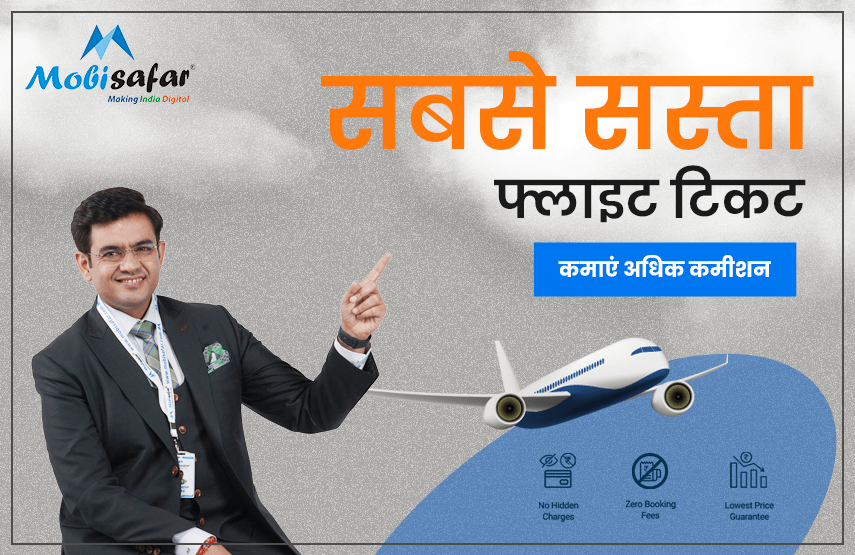 Mobisafar®
Making India Digital
सबसे सस्ता
फ्लाइट टिकट
कमाएं अधिक कमीशन
No Hidden
Charges
Zero Booking
Fees
Lowest Price
Guarantee